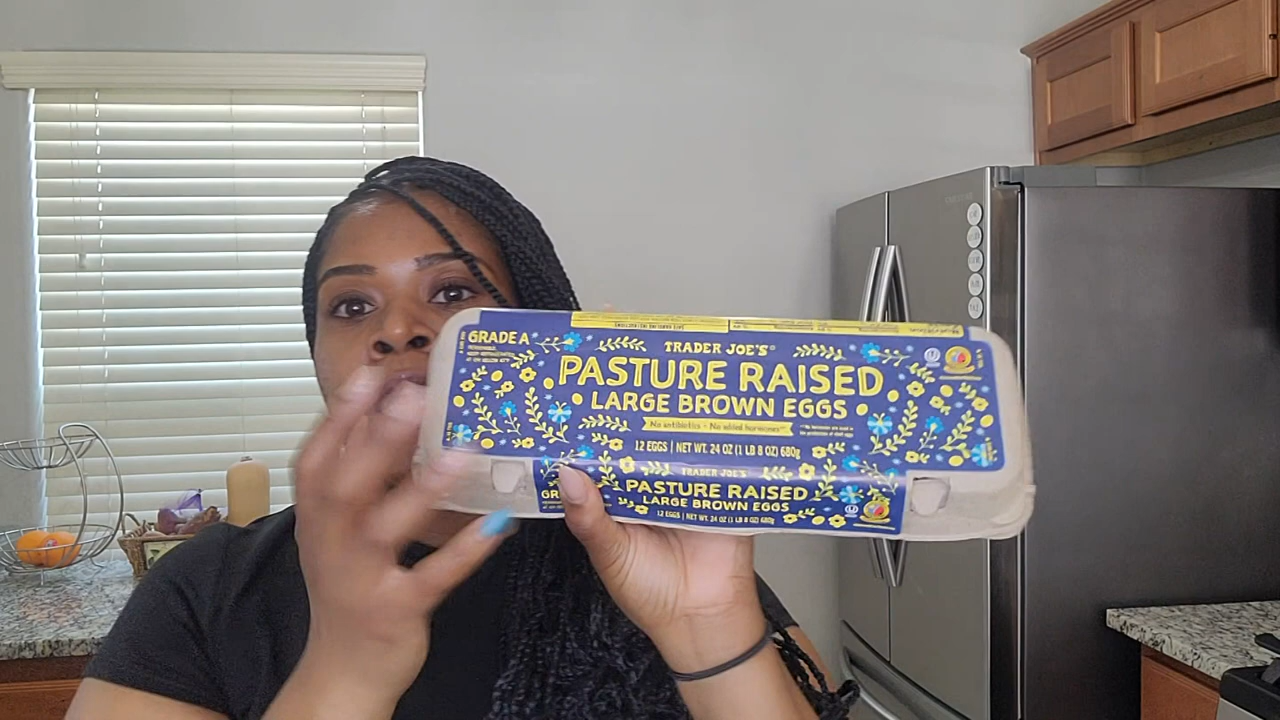 GRADE A
TRADER JOE'S®
PASTURE RAISED
LARGE BROWN EGGS
No antibiotics - No added hormones**
12 EGGS | NET WT. 24 OZ (1 LB 8 OZ) 680g
TRADER JOE'S
PASTURE RAISED
LARGE BROWN EGGS
12 EGGS | NET WT. 24 OZ (1 LB 8 OZ) 680g